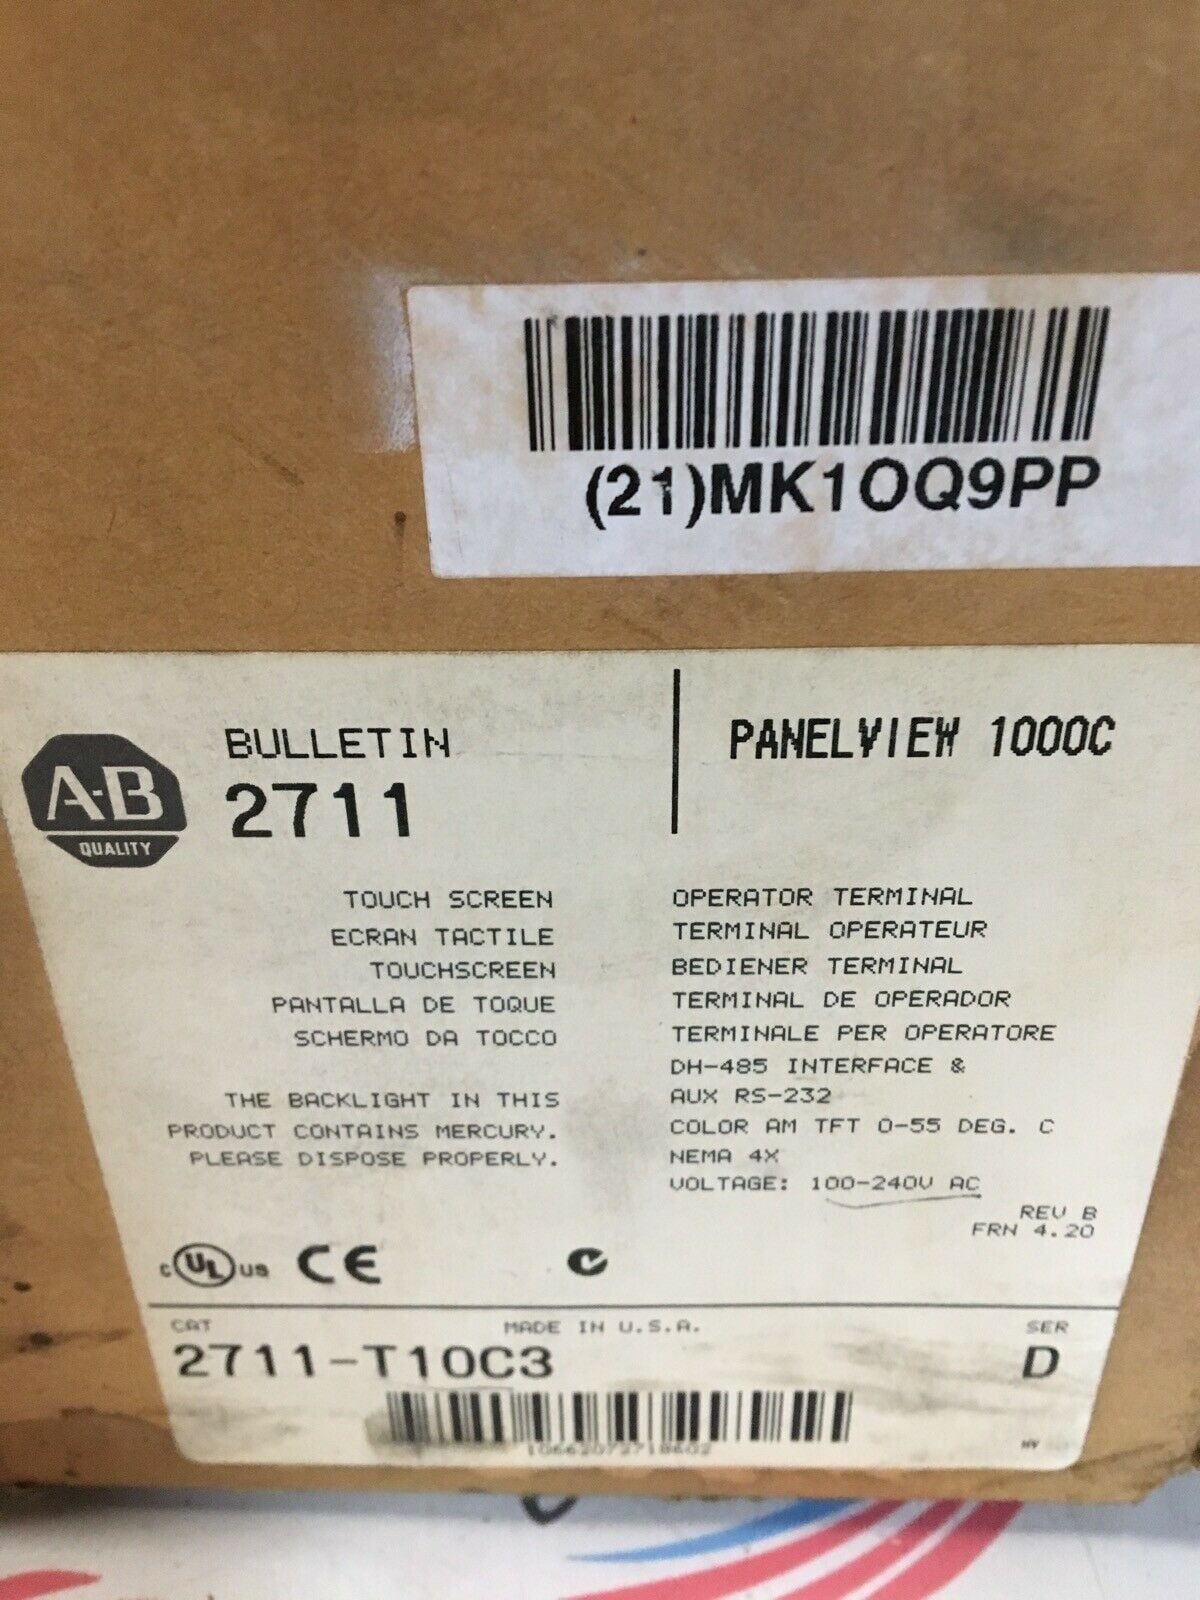 (21)MK1OQ9PP
A-B
QUALITY
BULLETIN
2711
PANELVIEW 1000C
TOUCH SCREEN
ECRAN TACTILE
TOUCHSCREEN
PANTALLA DE TOQUE
SCHERMO DA TOCCO
THE BACKLIGHT IN THIS
PRODUCT CONTAINS MERCURY.
PLEASE DISPOSE PROPERLY.
OPERATOR TERMINAL
TERMINAL OPERATEUR
BEDIENER TERMINAL
TERMINAL DE OPERADOR
TERMINALE PER OPERATORE
DH-485 INTERFACE &
AUX RS-232
COLOR AM TFT 0-55 DEG. C
NEMA 4X
VOLTAGE: 100-240V AC
REV B
FRN 4.20
C UL US CE
CAT
MADE IN U.S.A.
SER
2711-T10C3
D
10662072718602